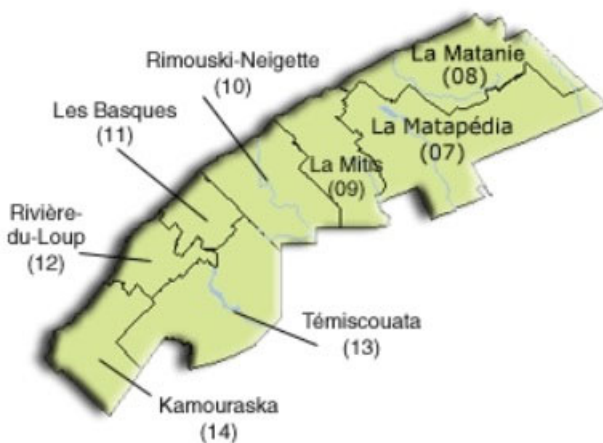 La Matanie
(08)
Rimouski-Neigette
(10)
Les Basques
(11)
La Matapédia
(07)
La Mitis
(09)
Rivière-
du-Loup
(12)
Témiscouata
(13)
Kamouraska
(14)